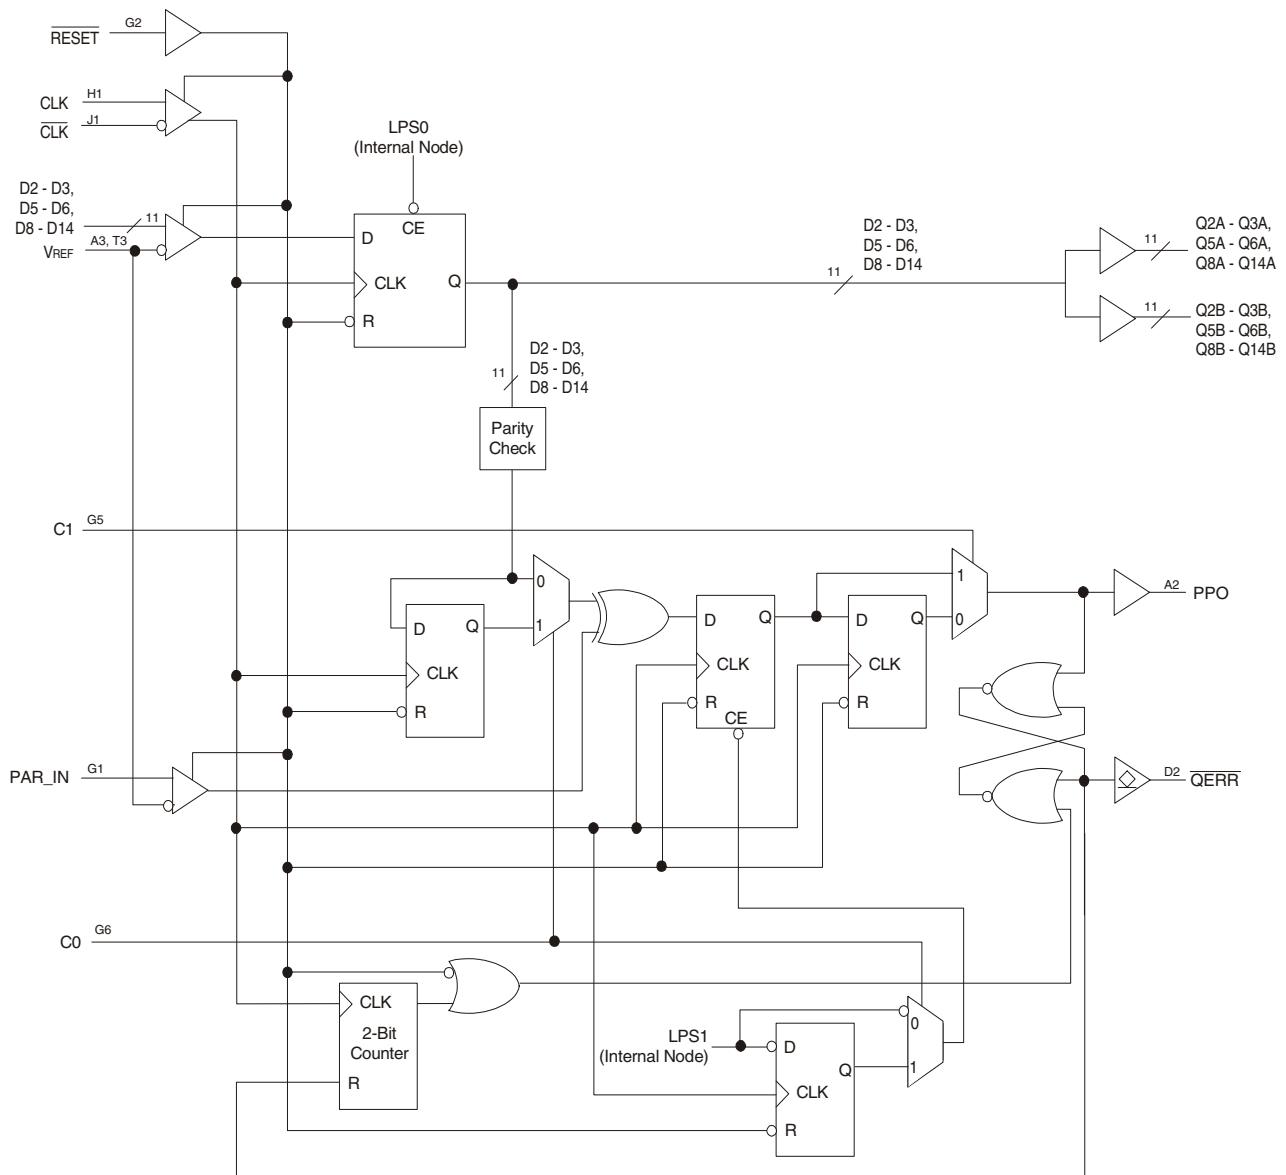 RESET
G2
CLK
H1
CLK
J1
LPS0
(Internal Node)
D2 - D3,
D5 - D6,
D8 - D14
11
VREF
A3, T3
CE
D
CLK
Q
R
D2 - D3,
D5 - D6,
D8 - D14
11
11
Q2A - Q3A,
Q5A - Q6A,
Q8A - Q14A
11
Q2B - Q3B,
Q5B - Q6B,
Q8B - Q14B
D2 - D3,
D5 - D6,
D8 - D14
11
Parity
Check
C1
G5
0
1
D
Q
CLK
R
D
Q
CLK
R
CE
D
Q
CLK
R
1
0
A2
PPO
PAR_IN
G1
D2
QERR
C0
G6
CLK
2-Bit
Counter
R
LPS1
(Internal Node)
D
Q
CLK
R
0
1